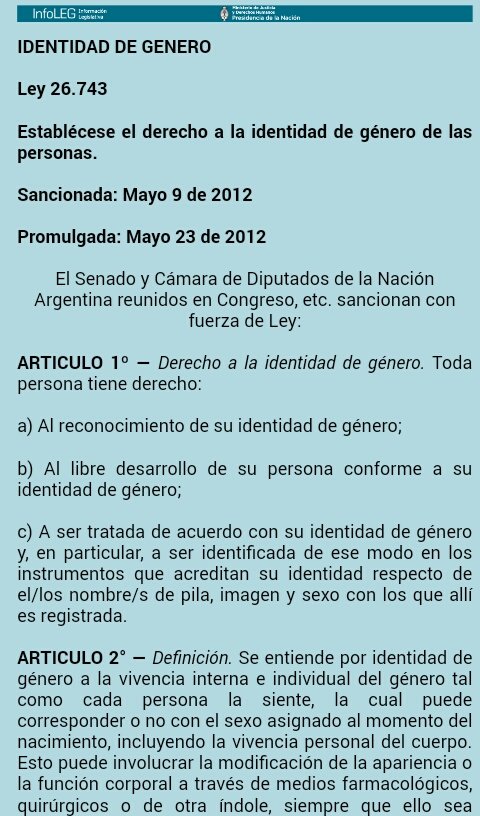 InfoLEG Información
Legislativa
Ministerio de Justicia
y Derechos Humanos
Presidencia de la Nación
IDENTIDAD DE GENERO
Ley 26.743
Establécese el derecho a la identidad de género de las
personas.
Sancionada: Mayo 9 de 2012
Promulgada: Mayo 23 de 2012
El Senado y Cámara de Diputados de la Nación
Argentina reunidos en Congreso, etc. sancionan con
fuerza de Ley:
ARTICULO 1º — Derecho a la identidad de género. Toda
persona tiene derecho:
a) Al reconocimiento de su identidad de género;
b) Al libre desarrollo de su persona conforme a su
identidad de género;
c) A ser tratada de acuerdo con su identidad de género
y, en particular, a ser identificada de ese modo en los
instrumentos que acreditan su identidad respecto de
el/los nombre/s de pila, imagen y sexo con los que allí
es registrada.
ARTICULO 2° — Definición. Se entiende por identidad de
género a la vivencia interna e individual del género tal
como cada persona la siente, la cual puede
corresponder o no con el sexo asignado al momento del
nacimiento, incluyendo la vivencia personal del cuerpo.
Esto puede involucrar la modificación de la apariencia o
la función corporal a través de medios farmacológicos,
quirúrgicos o de otra índole, siempre que ello sea